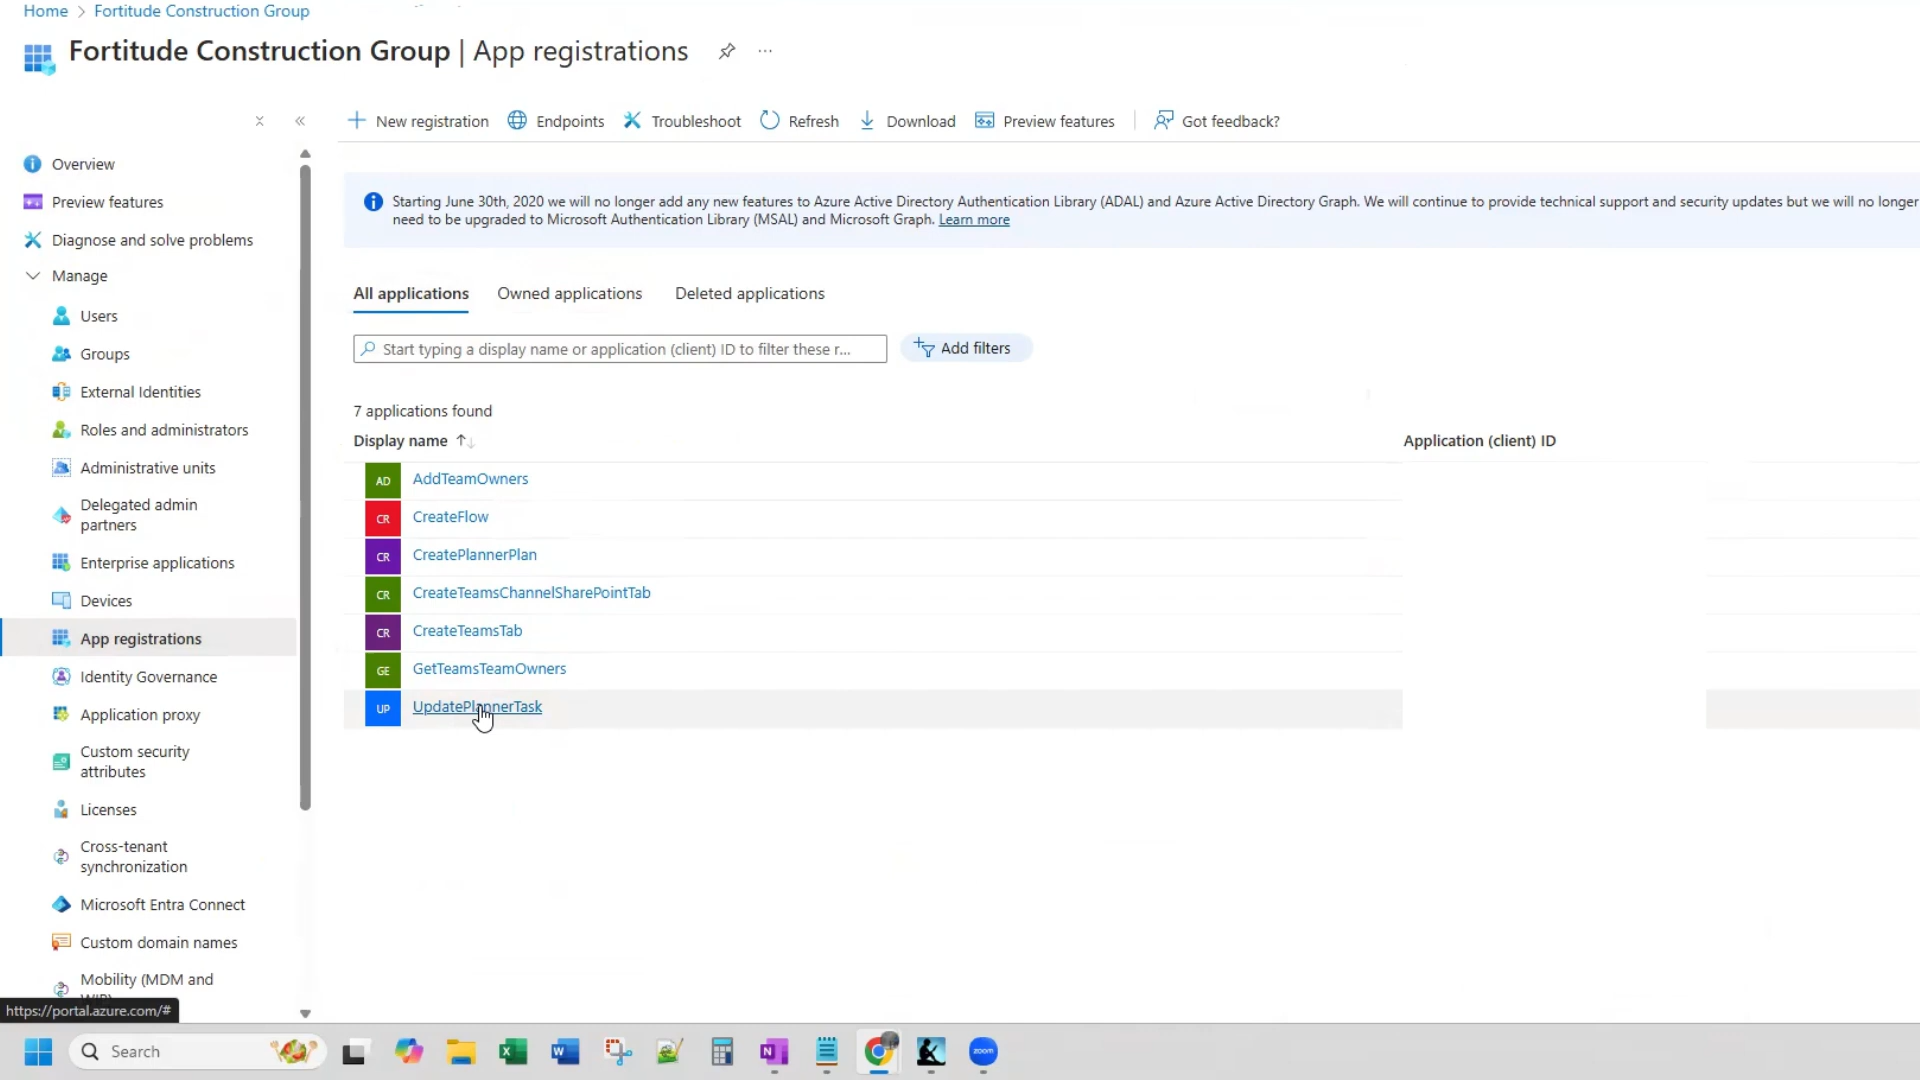 Home > Fortitude Construction Group
Fortitude Construction Group | App registrations
New registration Endpoints Troubleshoot Refresh Download Preview features Got feedback?
Overview
Preview features
Diagnose and solve problems
Manage
Users
Groups
External Identities
Roles and administrators
Administrative units
Delegated admin
partners
Enterprise applications
Devices
App registrations
Identity Governance
Application proxy
Custom security
attributes
Licenses
Cross-tenant
synchronization
Microsoft Entra Connect
Custom domain names
Mobility (MDM and
https://portal.azure.com/#
Starting June 30th, 2020 we will no longer add any new features to Azure Active Directory Authentication Library (ADAL) and Azure Active Directory Graph. We will continue to provide technical support and security updates but we will no longer
need to be upgraded to Microsoft Authentication Library (MSAL) and Microsoft Graph. Learn more
All applications Owned applications Deleted applications
Start typing a display name or application (client) ID to filter these r...
Add filters
7 applications found
Display name Application (client) ID
AD AddTeamOwners
CR CreateFlow
CR CreatePlannerPlan
CR CreateTeamsChannelSharePointTab
CR CreateTeamsTab
GE GetTeamsTeamOwners
UP UpdatePlannerTask
Search
zoom